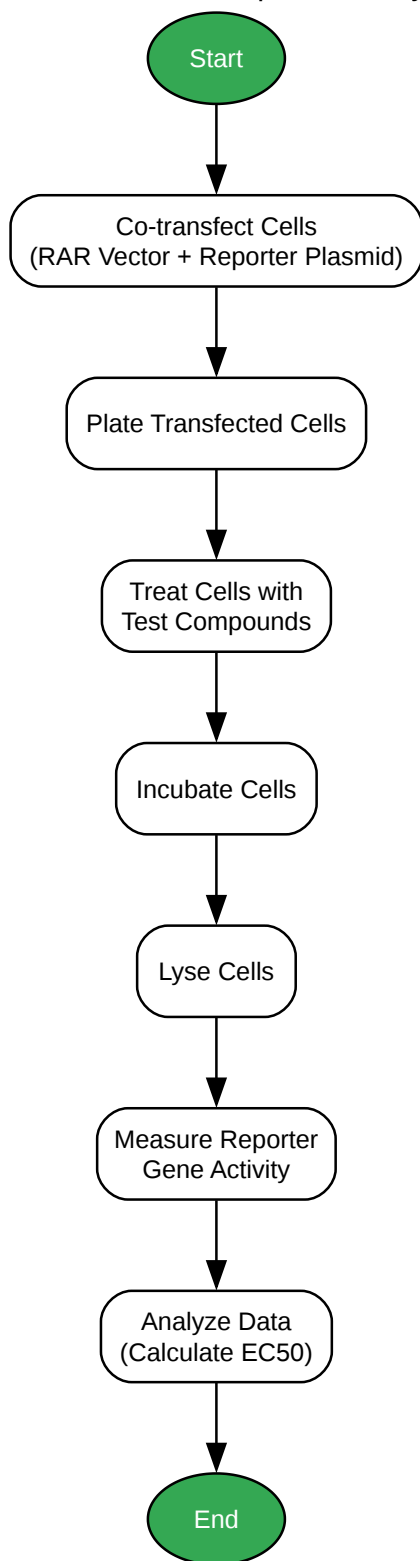 Start
Co-transfect Cells
(RAR Vector + Reporter Plasmid)
Plate Transfected Cells
Treat Cells with
Test Compounds
Incubate Cells
Lyse Cells
Measure Reporter
Gene Activity
Analyze Data
(Calculate EC50)
End